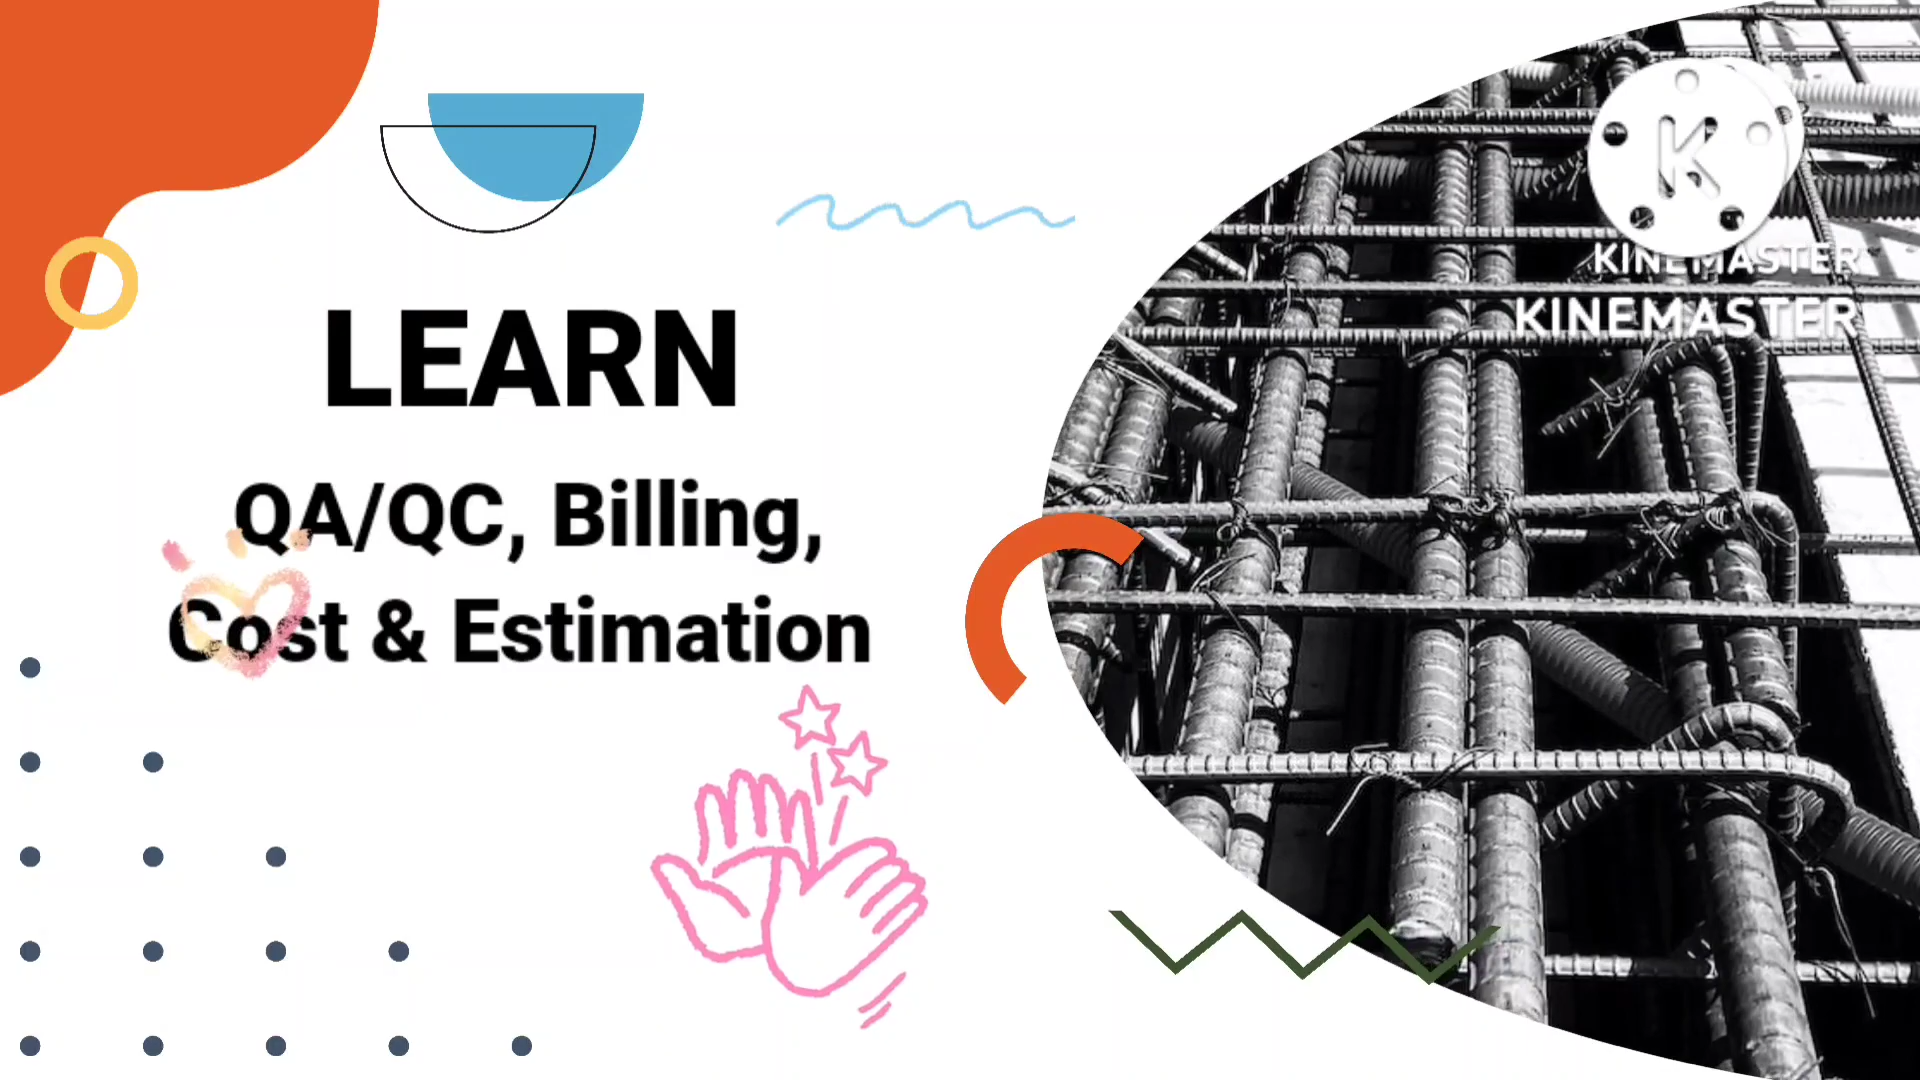 LEARN
QA/QC, Billing,
Cost & Estimation
K
KINEMASTER
KINEMASTER